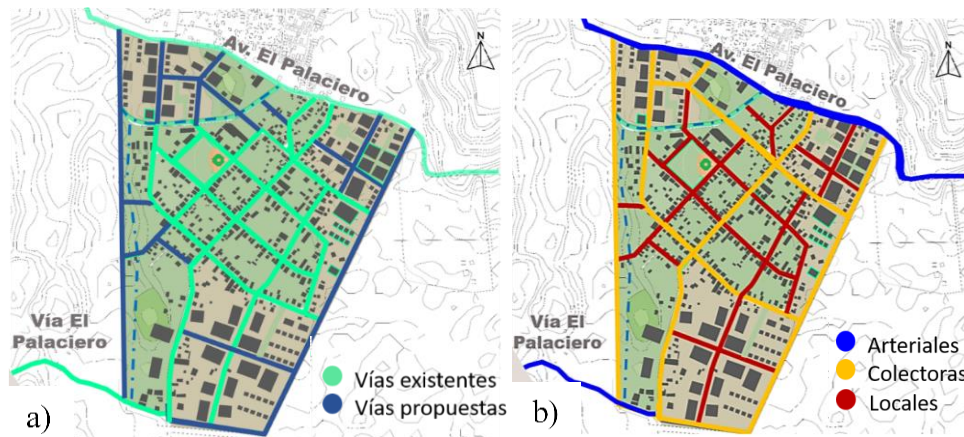 Av. El Palaciero
N
Vía El
Palaciero
Vías existentes
Vías propuestas
a)
Av. El Palaciero
N
Vía El
Palaciero
Arteriales
Colectoras
Locales
b)